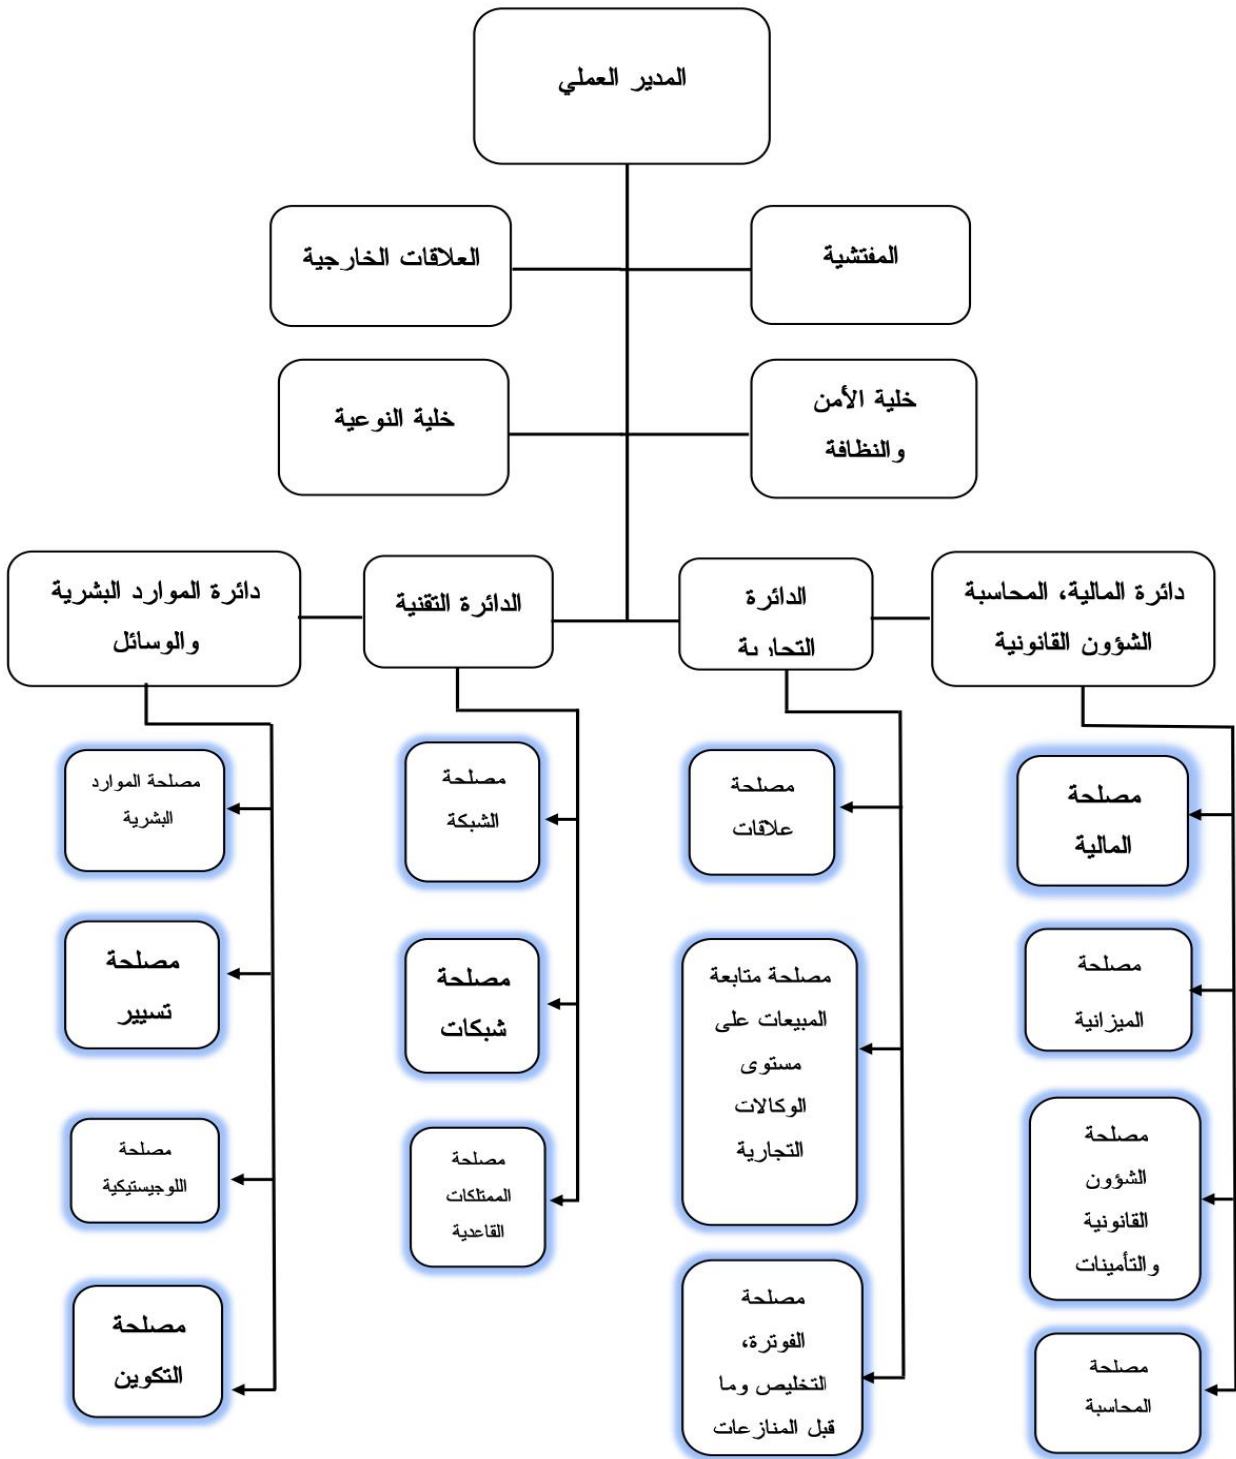 المدير العملي
المفتشية
العلاقات الخارجية
خلية الأمن
والنظافة
خلية النوعية
دائرة المالية، المحاسبة
الشؤون القانونية
الدائرة
التجارية
الدائرة التقنية
دائرة الموارد البشرية
والوسائل
مصلحة
المالية
مصلحة
الميزانية
مصلحة
الشؤون
القانونية
والتأمينات
مصلحة
المحاسبة
مصلحة
علاقات
مصلحة متابعة
المبيعات على
مستوى
الوكالات
التجارية
مصلحة
الفوترة،
التخليص وما
قبل المنازعات
مصلحة
الشبكة
مصلحة
شبكات
مصلحة
الممتلكات
القاعدية
مصلحة الموارد
البشرية
مصلحة
تسيير
مصلحة
اللوجيستيكية
مصلحة
التكوين